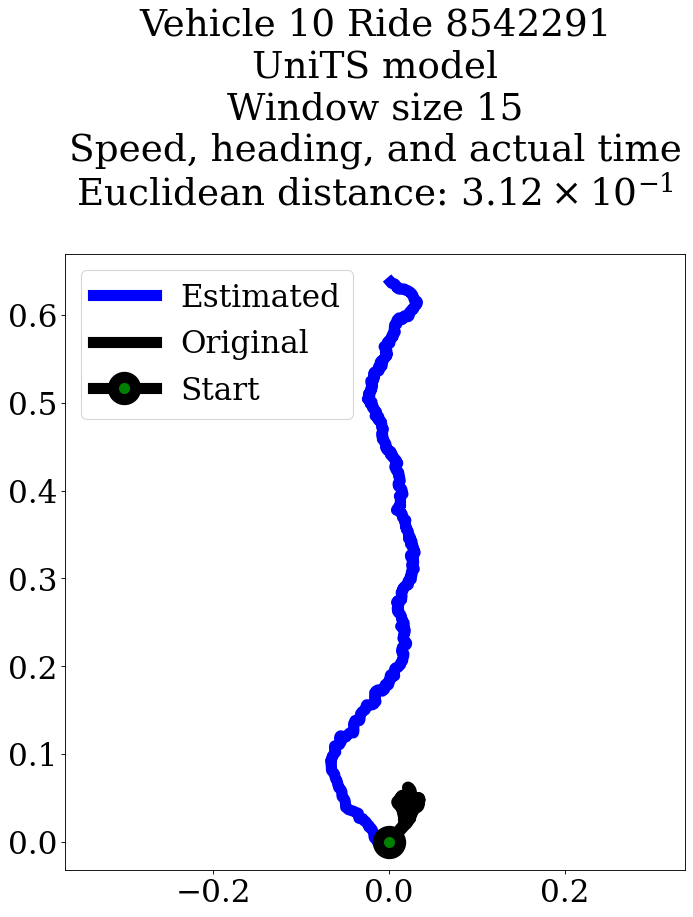 Vehicle 10 Ride 8542291
UniTS model
Window size 15
Speed, heading, and actual time
Euclidean distance: 3.12 × 10⁻¹
Estimated
Original
Start
0.6
0.5
0.4
0.3
0.2
0.1
0.0
−0.2 0.0 0.2